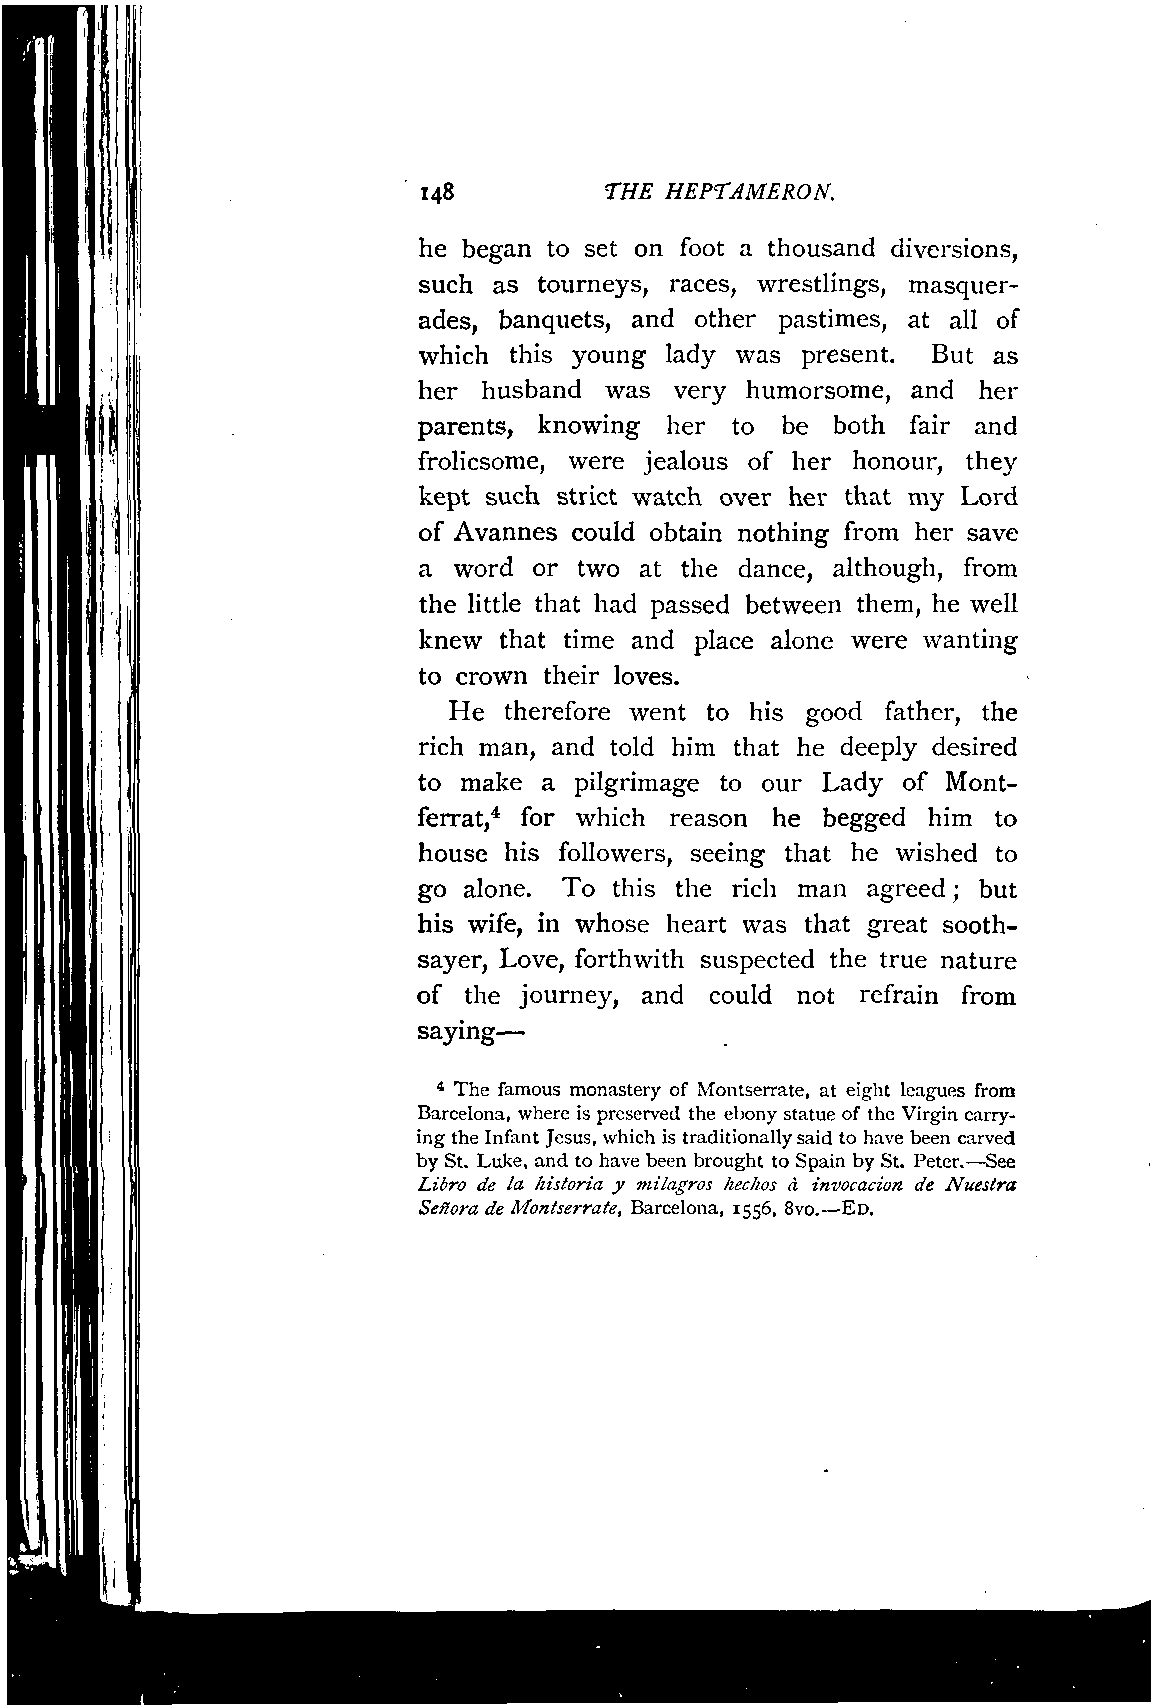 148 THE HEPTAMERON.
he began to set on foot a thousand diversions,
such as tourneys, races, wrestlings, masquer-
ades, banquets, and other pastimes, at all of
which this young lady was present. But as
her husband was very humorsome, and her
parents, knowing her to be both fair and
frolicsome, were jealous of her honour, they
kept such strict watch over her that my Lord
of Avannes could obtain nothing from her save
a word or two at the dance, although, from
the little that had passed between them, he well
knew that time and place alone were wanting
to crown their loves.
He therefore went to his good father, the
rich man, and told him that he deeply desired
to make a pilgrimage to our Lady of Mont-
ferrat,⁴ for which reason he begged him to
house his followers, seeing that he wished to
go alone. To this the rich man agreed; but
his wife, in whose heart was that great sooth-
sayer, Love, forthwith suspected the true nature
of the journey, and could not refrain from
saying—
⁴ The famous monastery of Montserrate, at eight leagues from
Barcelona, where is preserved the ebony statue of the Virgin carry-
ing the Infant Jesus, which is traditionally said to have been carved
by St. Luke, and to have been brought to Spain by St. Peter.—See
Libro de la historia y milagros hechos à invocacion de Nuestra
Señora de Montserrate, Barcelona, 1556, 8vo.—ED.